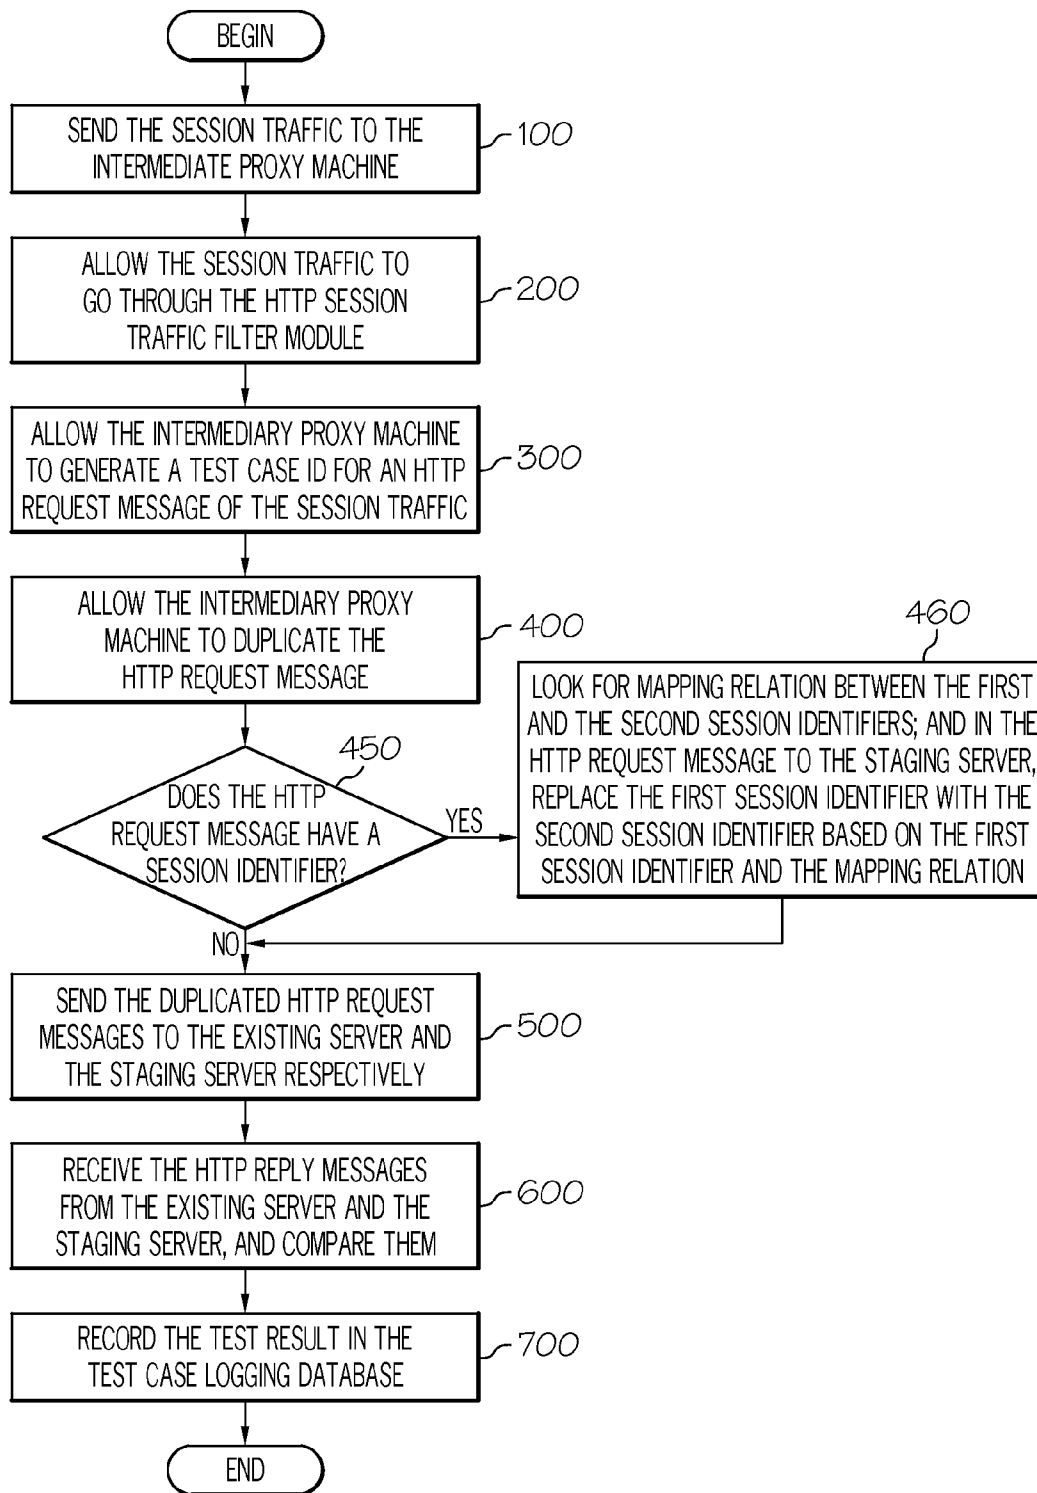 BEGIN
SEND THE SESSION TRAFFIC TO THE
INTERMEDIATE PROXY MACHINE
100
ALLOW THE SESSION TRAFFIC TO
GO THROUGH THE HTTP SESSION
TRAFFIC FILTER MODULE
200
ALLOW THE INTERMEDIARY PROXY MACHINE
TO GENERATE A TEST CASE ID FOR AN HTTP
REQUEST MESSAGE OF THE SESSION TRAFFIC
300
ALLOW THE INTERMEDIARY PROXY
MACHINE TO DUPLICATE THE
HTTP REQUEST MESSAGE
400
450
DOES THE HTTP
REQUEST MESSAGE HAVE A
SESSION IDENTIFIER?
YES
460
LOOK FOR MAPPING RELATION BETWEEN THE FIRST
AND THE SECOND SESSION IDENTIFIERS; AND IN THE
HTTP REQUEST MESSAGE TO THE STAGING SERVER,
REPLACE THE FIRST SESSION IDENTIFIER WITH THE
SECOND SESSION IDENTIFIER BASED ON THE FIRST
SESSION IDENTIFIER AND THE MAPPING RELATION
NO
SEND THE DUPLICATED HTTP REQUEST
MESSAGES TO THE EXISTING SERVER AND
THE STAGING SERVER RESPECTIVELY
500
RECEIVE THE HTTP REPLY MESSAGES
FROM THE EXISTING SERVER AND THE
STAGING SERVER, AND COMPARE THEM
600
RECORD THE TEST RESULT IN THE
TEST CASE LOGGING DATABASE
700
END